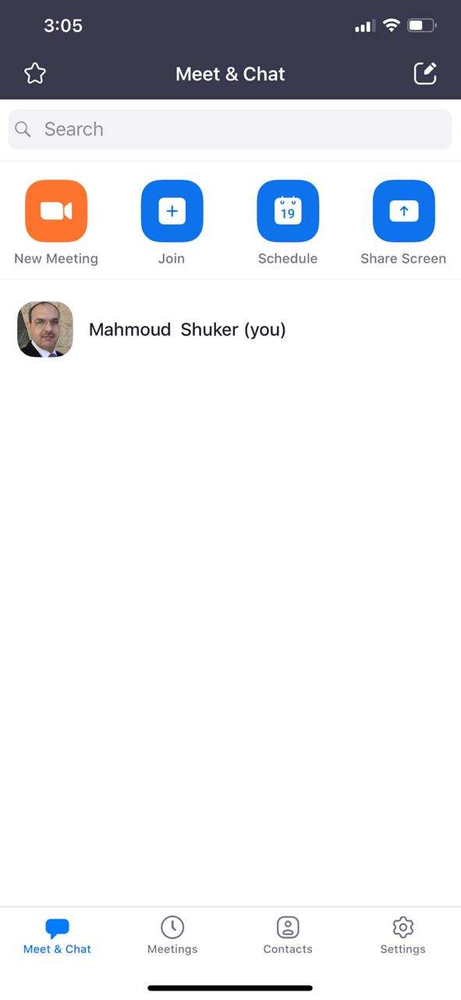 3:05
Meet & Chat
Search
19
New Meeting Join Schedule Share Screen
Mahmoud  Shuker (you)
Meet & Chat Meetings Contacts Settings